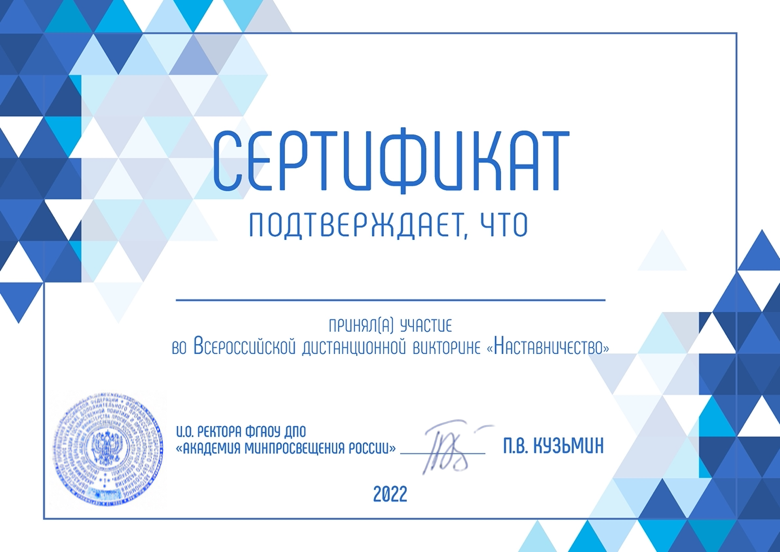 СЕРТИФИКАТ
ПОДТВЕРЖДАЕТ, ЧТО
ПРИНЯЛ(А) УЧАСТИЕ
ВО ВСЕРОССИЙСКОЙ ДИСТАНЦИОННОЙ ВИКТОРИНЕ «НАСТАВНИЧЕСТВО»
И.О. РЕКТОРА ФГАОУ ДПО
«АКАДЕМИЯ МИНПРОСВЕЩЕНИЯ РОССИИ»
П.В. КУЗЬМИН
2022